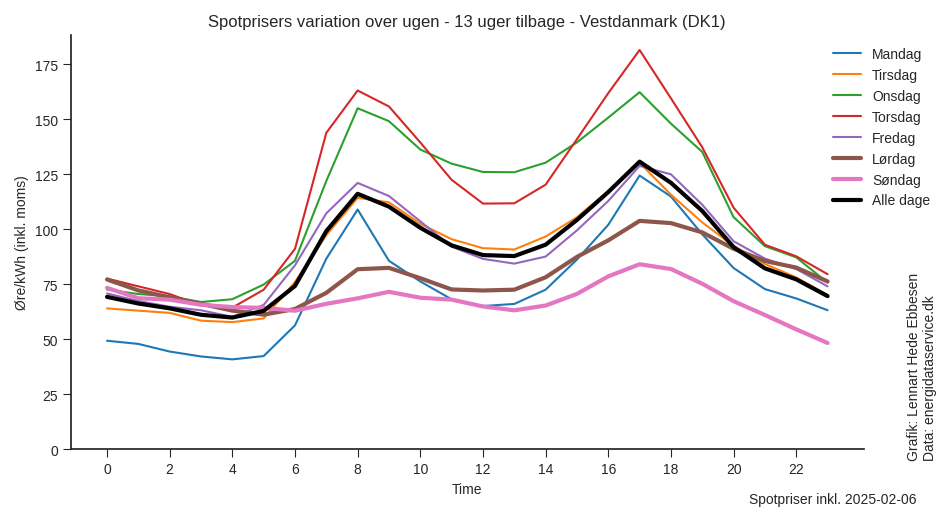 Spotprisers variation over ugen - 13 uger tilbage - Vestdanmark (DK1)
Øre/kWh (inkl. moms)
175
150
125
100
75
50
25
0
0 2 4 6 8 10 12 14 16 18 20 22
Time
Mandag
Tirsdag
Onsdag
Torsdag
Fredag
Lørdag
Søndag
Alle dage
Grafik: Lennart Hede Ebbesen
Data: energidataservice.dk
Spotpriser inkl. 2025-02-06